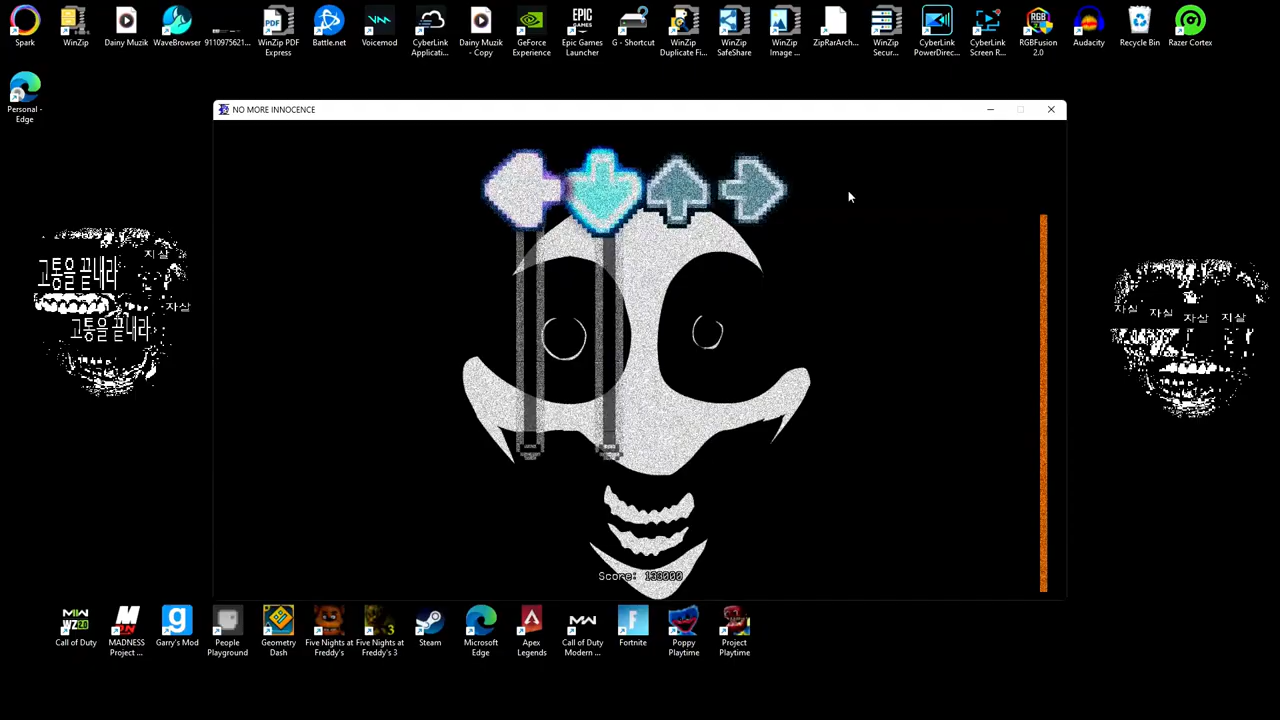 Spark
WinZip
Dainy Muzik
WaveBrowser
9110975621...
WinZip PDF
Express
Battle.net
Voicemod
CyberLink
Applicati...
Dainy Muzik
- Copy
GeForce
Experience
Epic Games
Launcher
G - Shortcut
WinZip
Duplicate Fi...
WinZip
SafeShare
WinZip
Image ...
ZipRarArch...
WinZip
Secur...
CyberLink
PowerDirec...
CyberLink
Screen R...
RGBFusion
2.0
Audacity
Recycle Bin
Razer Cortex
Personal -
Edge
NO MORE INNOCENCE
자살
고통을 끝내라
자살
고통을 끝내라
자실
자실
자살
자살
Score: 133000
Call of Duty
MADNESS
Project ...
Garry's Mod
People
Playground
Geometry
Dash
Five Nights at
Freddy's
Five Nights at
Freddy's 3
Steam
Microsoft
Edge
Apex
Legends
Call of Duty
Modern ...
Fortnite
Poppy
Playtime
Project
Playtime